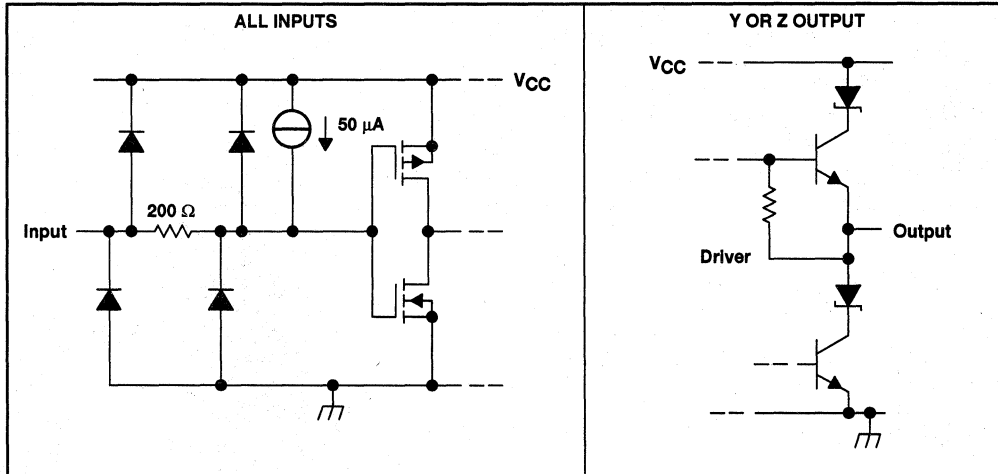 ALL INPUTS
VCC
50 μA
200 Ω
Input
Y OR Z OUTPUT
VCC
Output
Driver